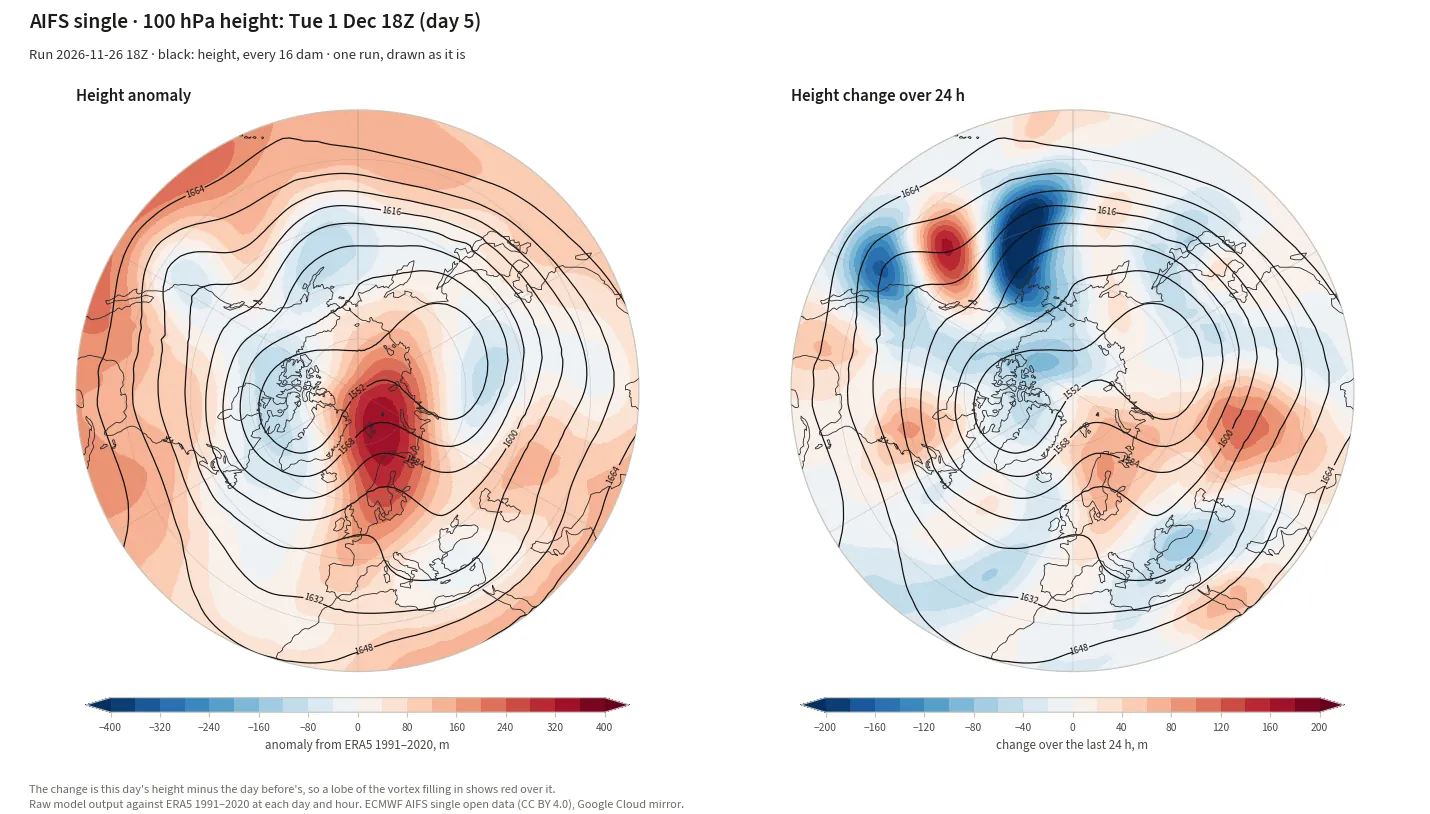 AIFS single · 100 hPa height: Tue 1 Dec 18Z (day 5)
Run 2026-11-26 18Z · black: height, every 16 dam · one run, drawn as it is
Height anomaly
1664
1616
1552
1568
1600
1664
1632
1648
−400 −320 −240 −160 −80 0 80 160 240 320 400
anomaly from ERA5 1991–2020, m
Height change over 24 h
1664
1616
1552
1568
1600
1664
1632
1648
−200 −160 −120 −80 −40 0 40 80 120 160 200
change over the last 24 h, m
The change is this day's height minus the day before's, so a lobe of the vortex filling in shows red over it.
Raw model output against ERA5 1991–2020 at each day and hour. ECMWF AIFS single open data (CC BY 4.0), Google Cloud mirror.